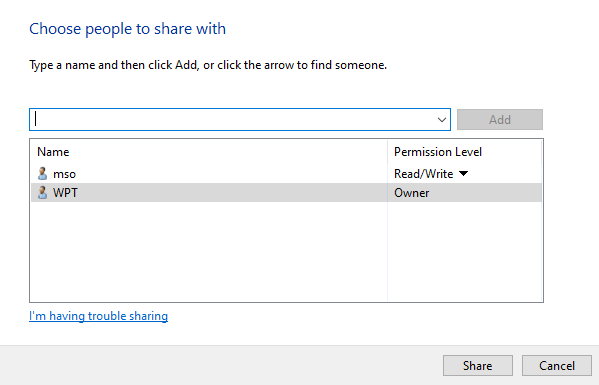 Choose people to share with
Type a name and then click Add, or click the arrow to find someone.
Add
Name Permission Level
mso Read/Write
WPT Owner
I'm having trouble sharing
Share Cancel